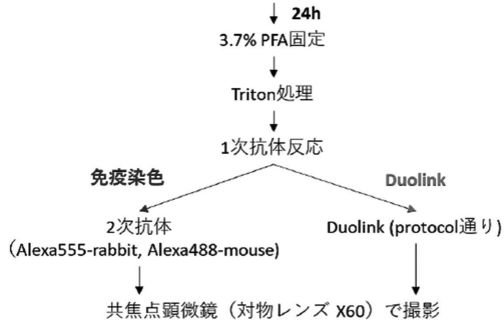 24h
3.7% PFA固定
Triton処理
1次抗体反応
免疫染色
Duolink
2次抗体
（Alexa555-rabbit, Alexa488-mouse)
Duolink (protocol通り)
共焦点顕微鏡（対物レンズ X60）で撮影